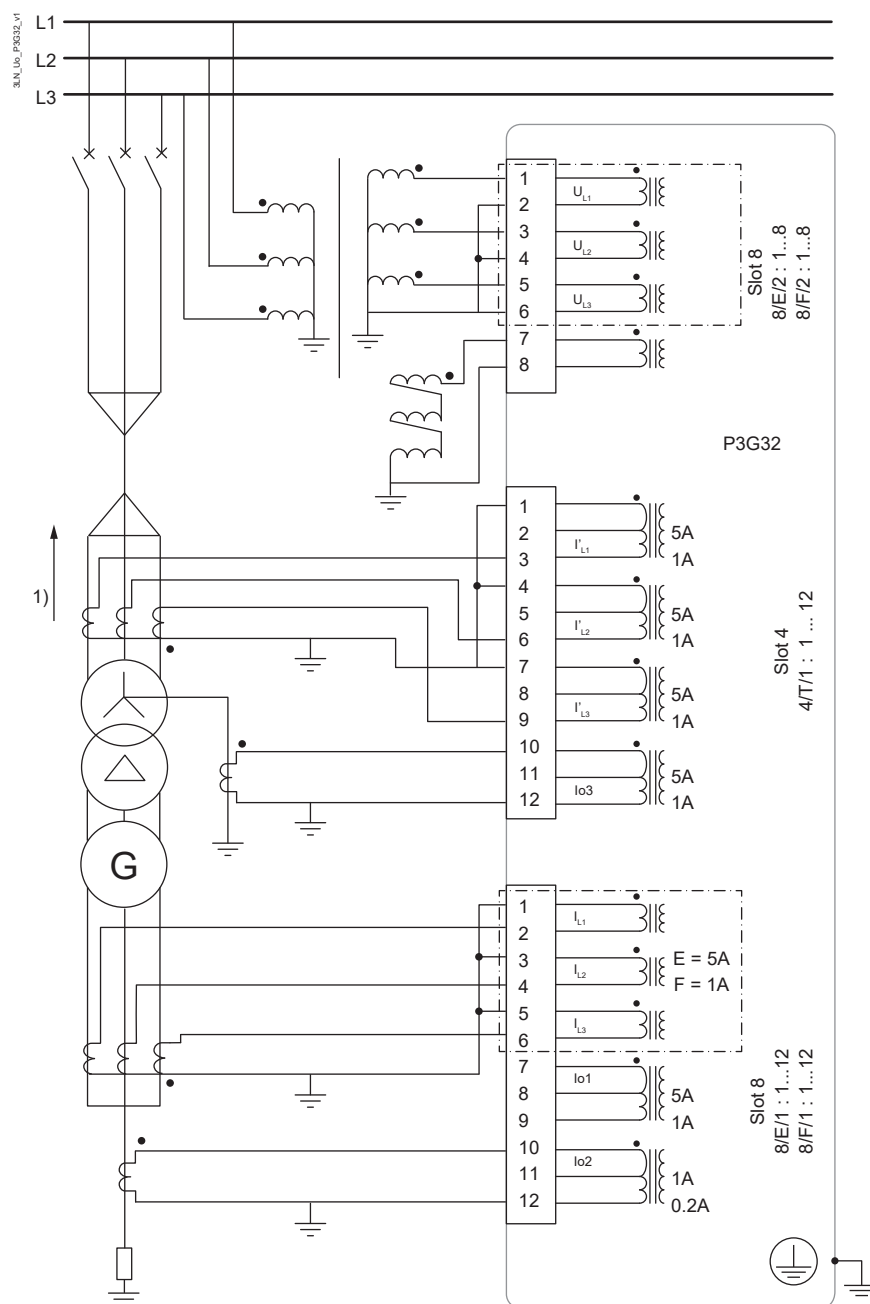 3LN_Uo_P3G32_v1
L1
L2
L3
1
2
3
4
5
6
7
8
UL1
UL2
UL3
Slot 8
8/E/2 : 1...8
8/F/2 : 1...8
P3G32
1)
1
2
3
4
5
6
7
8
9
10
11
12
I'L1
5A
1A
I'L2
5A
1A
I'L3
5A
1A
Io3
5A
1A
Slot 4
4/T/1 : 1 ... 12
G
1
2
3
4
5
6
7
8
9
10
11
12
IL1
IL2
E = 5A
F = 1A
IL3
Io1
5A
1A
Io2
1A
0.2A
Slot 8
8/E/1 : 1...12
8/F/1 : 1...12